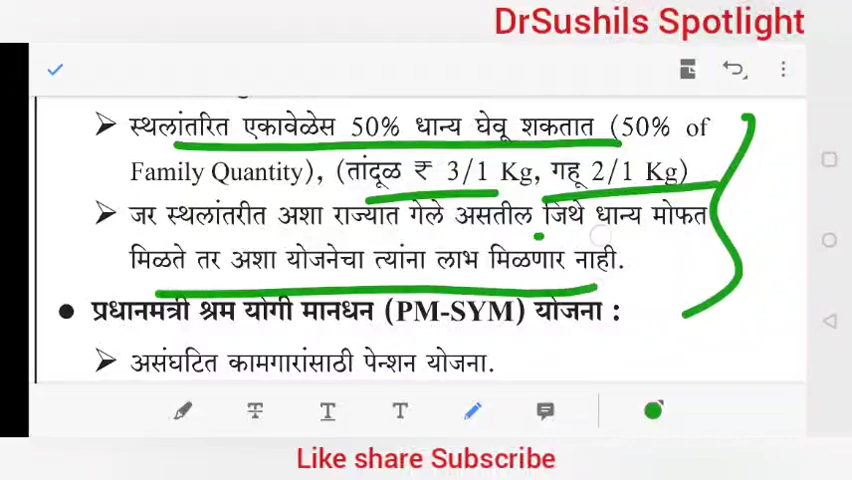 DrSushils Spotlight
➢ स्थलांतरित एकावेळेस 50% धान्य घेवू शकतात (50% of
Family Quantity), (तांदूळ ₹ 3/1 Kg, गहू 2/1 Kg)
➢ जर स्थलांतरीत अशा राज्यात गेले असतील जिथे धान्य मोफत
मिळते तर अशा योजनेचा त्यांना लाभ मिळणार नाही.
● प्रधानमत्री श्रम योगी मानधन (PM-SYM) योजना :
➢ असंघटित कामगारांसाठी पेन्शन योजना.
T T T
Like share Subscribe